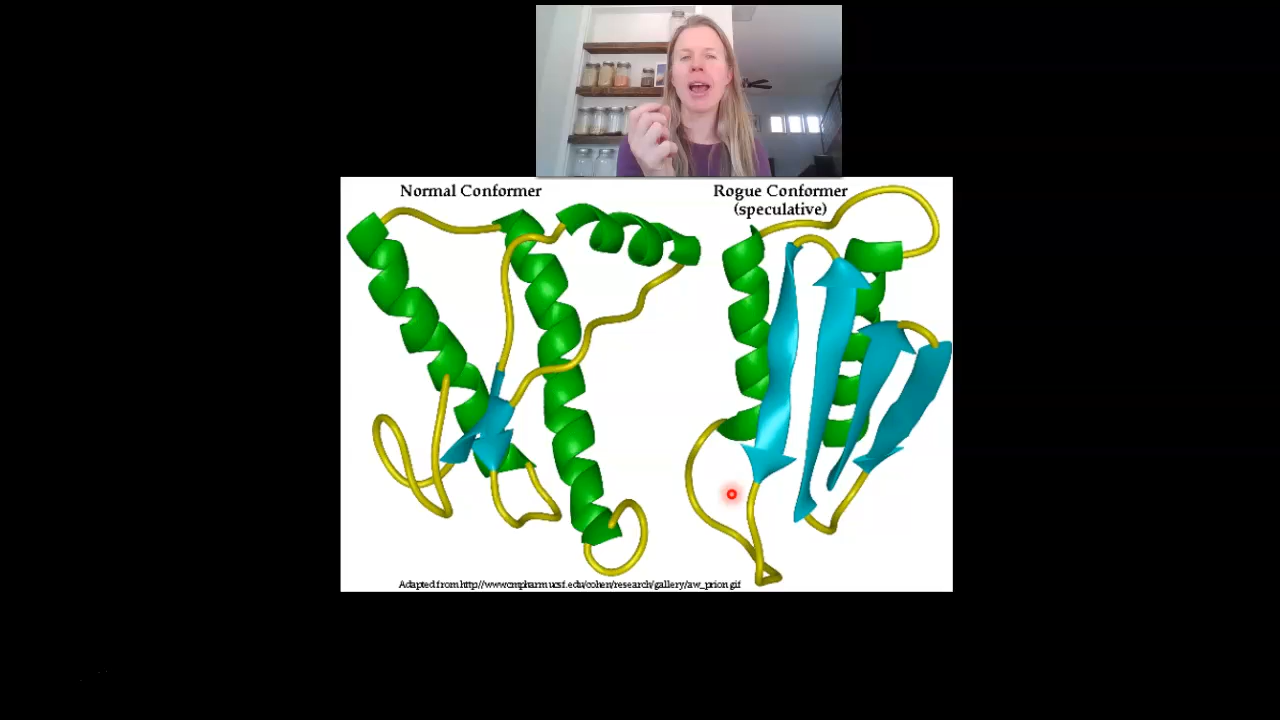 Normal Conformer
Rogue Conformer
(speculative)
Adapted from http://www.cmpharm.ucsf.edu/cohen/research/gallery/aw_prion.gif